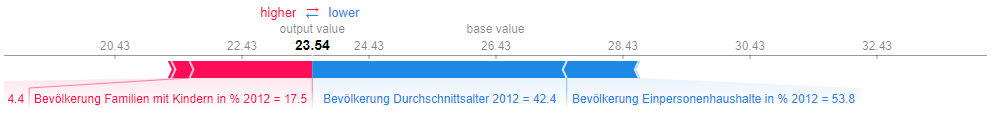 higher ⇄ lower
output value base value
20.43 22.43 23.54 24.43 26.43 28.43 30.43 32.43
4.4 Bevölkerung Familien mit Kindern in % 2012 = 17.5 Bevölkerung Durchschnittsalter 2012 = 42.4 Bevölkerung Einpersonenhaushalte in % 2012 = 53.8